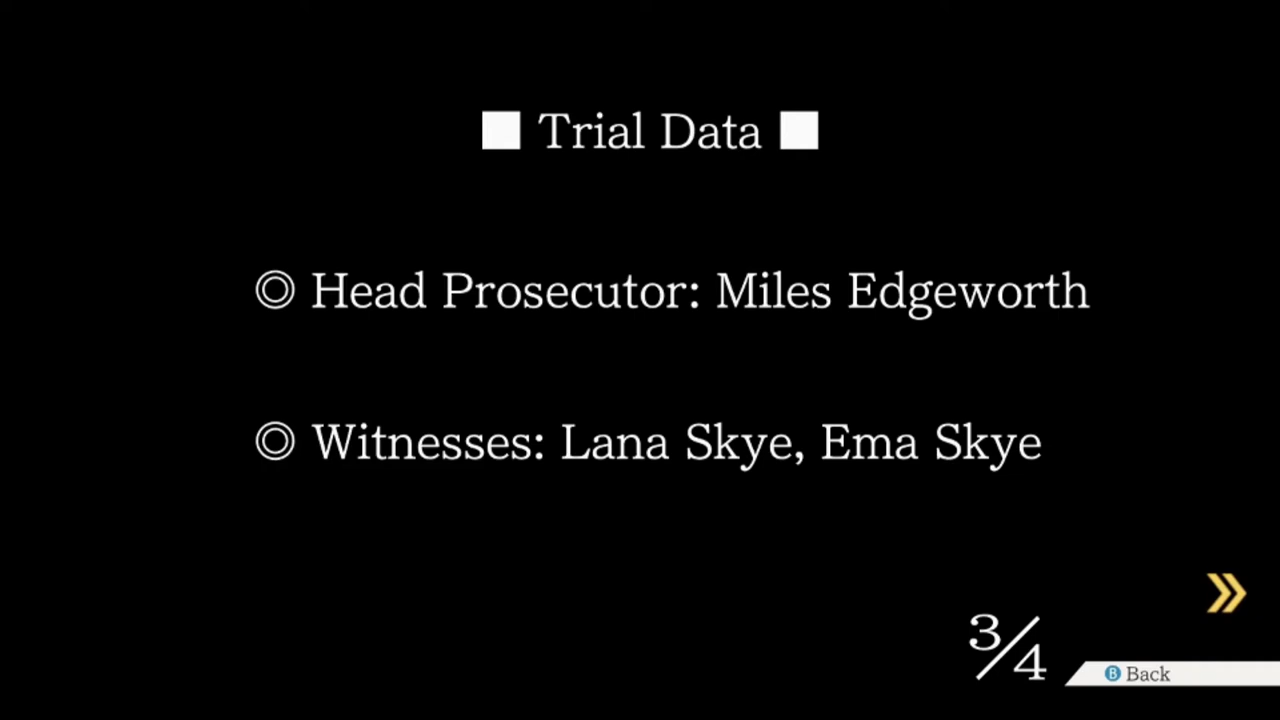 ■ Trial Data ■
◎ Head Prosecutor: Miles Edgeworth
◎ Witnesses: Lana Skye, Ema Skye
3/4
B Back